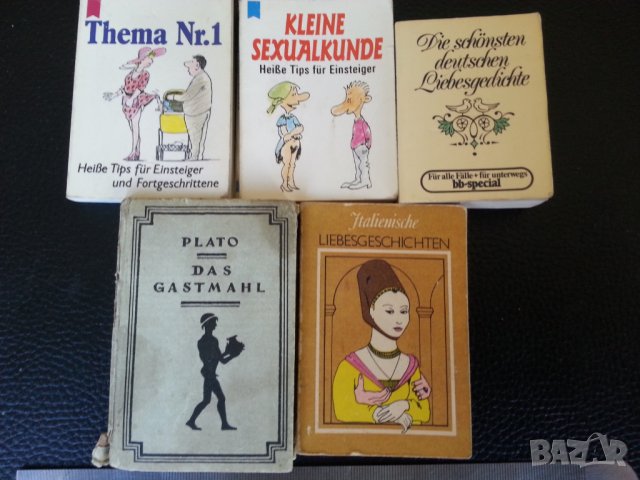 Thema Nr.1
Heiße Tips für Einsteiger
und Fortgeschrittene
KLEINE
SEXUALKUNDE
Heiße Tips für Einsteiger
Die schönsten
deutschen
Liebesgedichte
Für alle Fälle + für unterwegs
bb-special
PLATO
DAS
GASTMAHL
Italienische
LIEBESGESCHICHTEN
BAZAR
bg